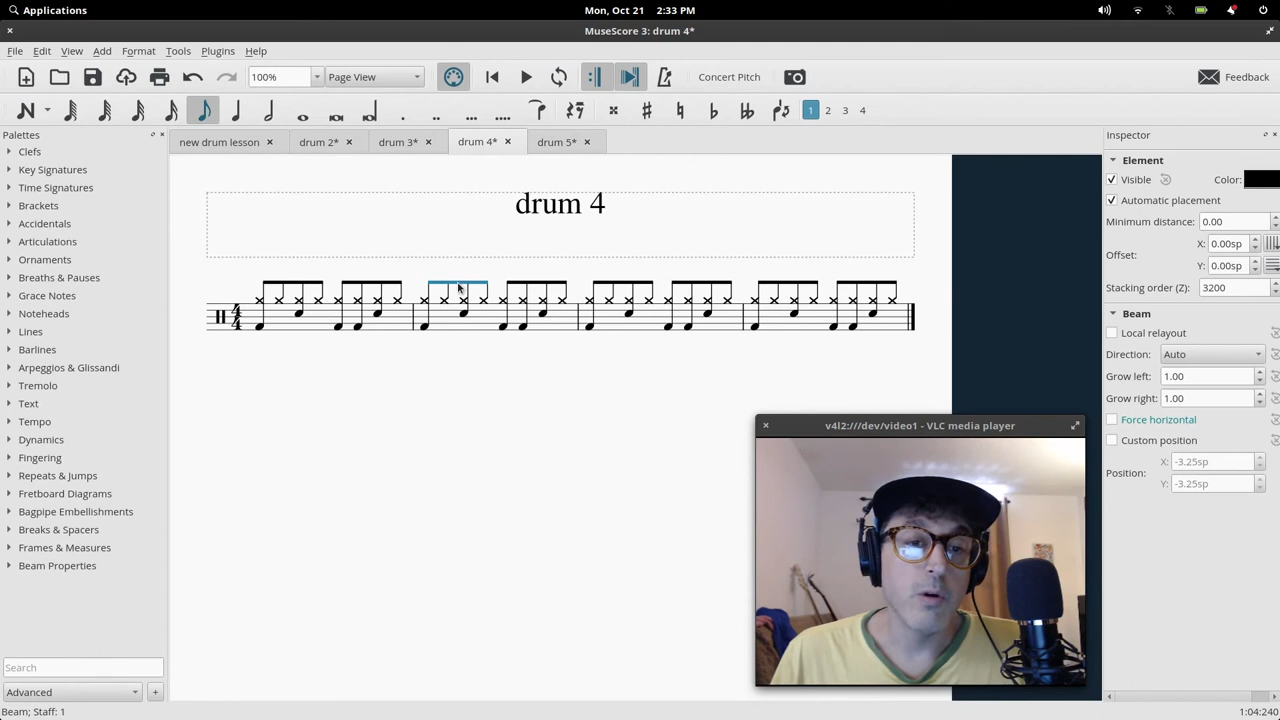 Applications
Mon, Oct 21 2:33 PM
MuseScore 3: drum 4*
File Edit View Add Format Tools Plugins Help
100% Page View Concert Pitch Feedback
1 2 3 4
Palettes
new drum lesson drum 2* drum 3* drum 4* drum 5*
Inspector
Clefs
Key Signatures
Time Signatures
Brackets
Accidentals
Articulations
Ornaments
Breaths & Pauses
Grace Notes
Noteheads
Lines
Barlines
Arpeggios & Glissandi
Tremolo
Text
Tempo
Dynamics
Fingering
Repeats & Jumps
Fretboard Diagrams
Bagpipe Embellishments
Breaks & Spacers
Frames & Measures
Beam Properties
Search
Advanced +
drum 4
4
4
v4l2:///dev/video1 - VLC media player
Element
Visible Color:
Automatic placement
Minimum distance: 0.00
X: 0.00sp
Offset:
Y: 0.00sp
Stacking order (Z): 3200
Beam
Local relayout
Direction: Auto
Grow left: 1.00
Grow right: 1.00
Force horizontal
Custom position
X: -3.25sp
Position:
Y: -3.25sp
Beam; Staff: 1
1:04:240